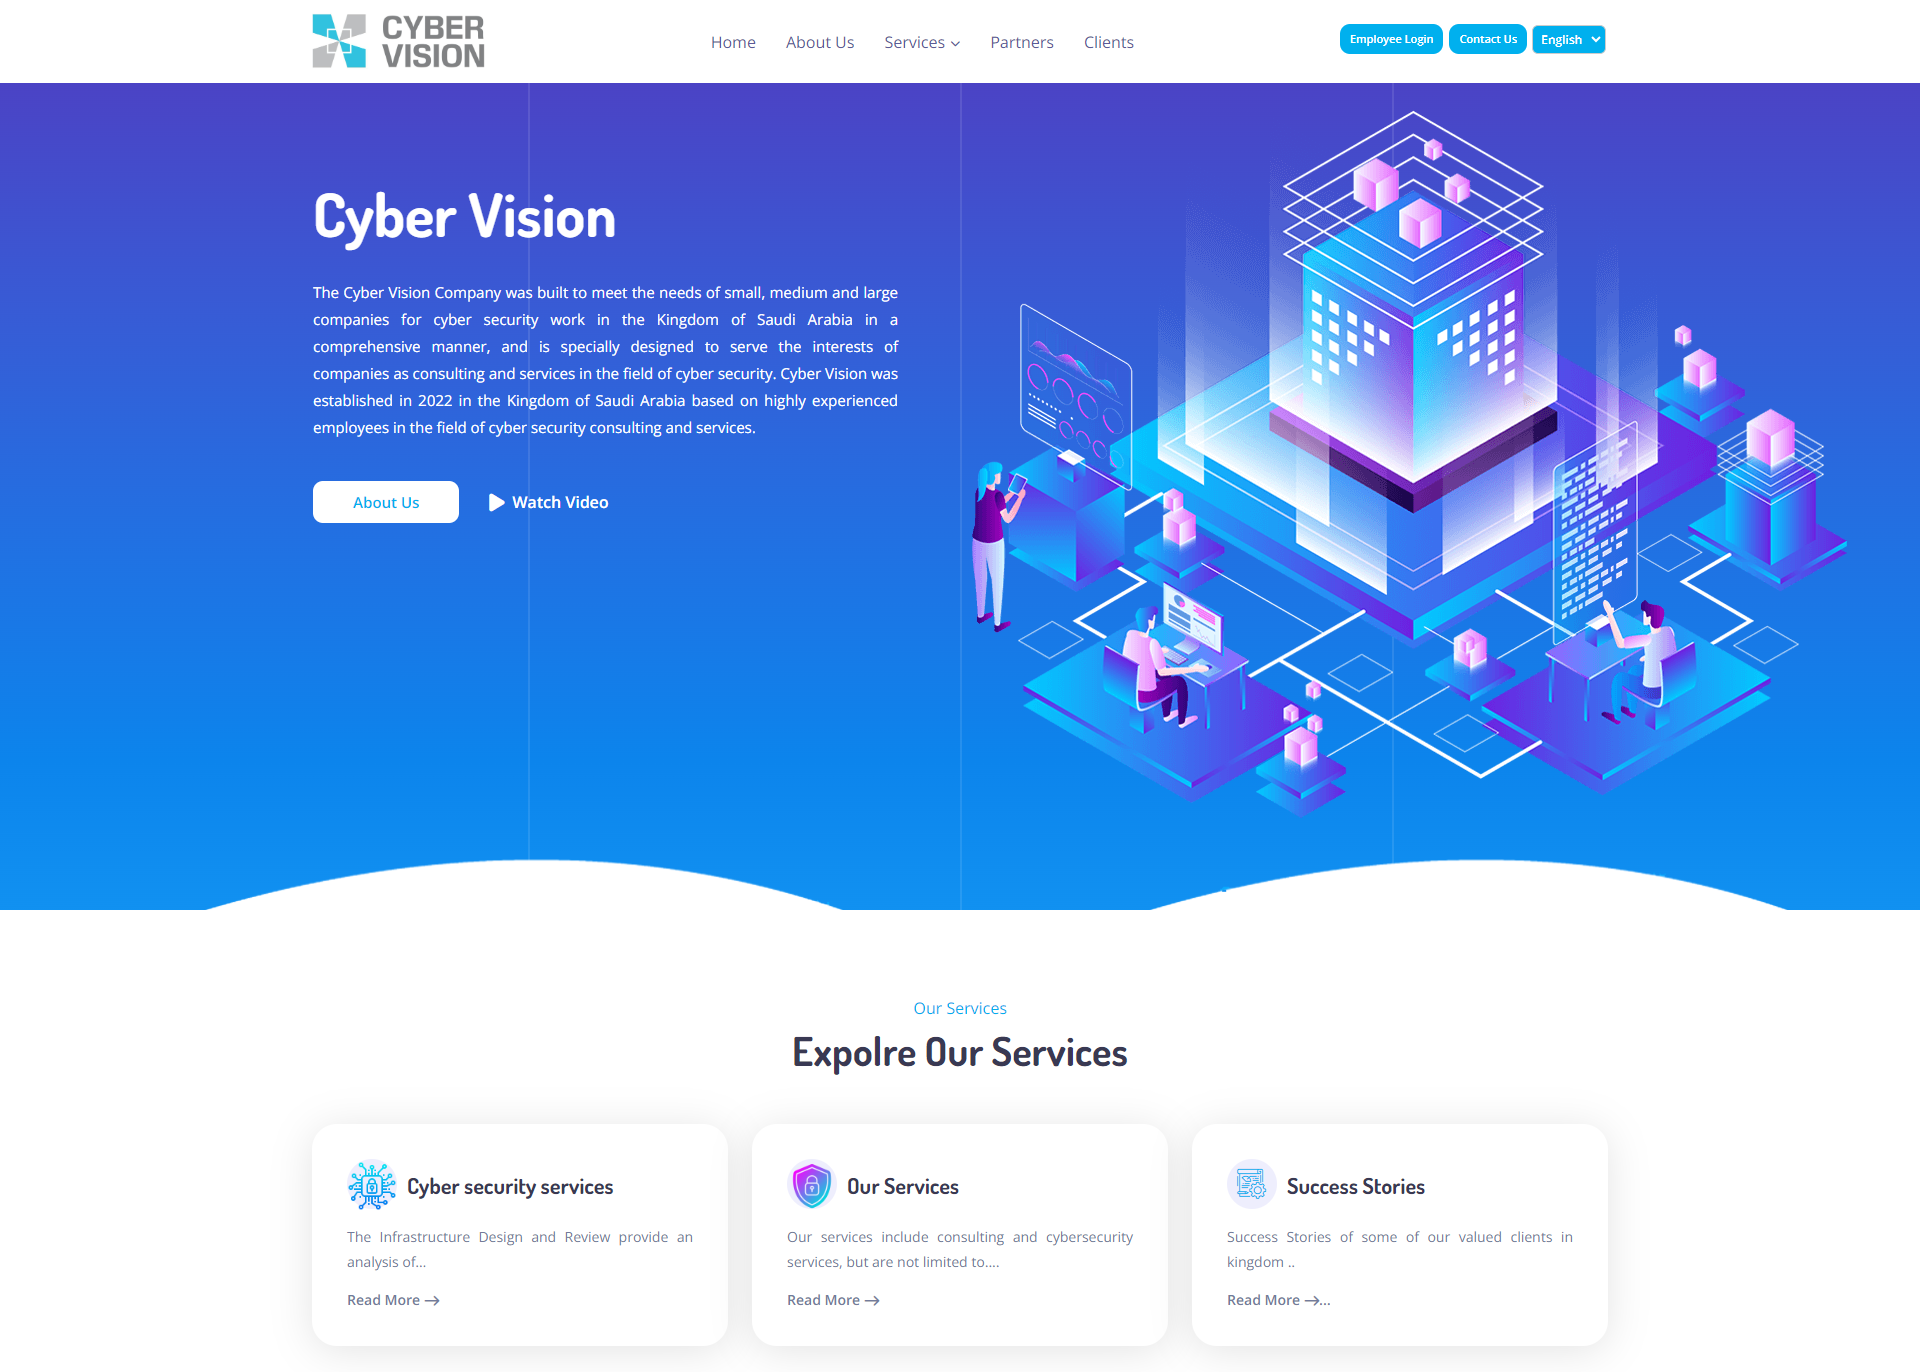 CYBER
VISION
Home About Us Services Partners Clients
Employee Login Contact Us English
Cyber Vision
The Cyber Vision Company was built to meet the needs of small, medium and large
companies for cyber security work in the Kingdom of Saudi Arabia in a
comprehensive manner, and is specially designed to serve the interests of
companies as consulting and services in the field of cyber security. Cyber Vision was
established in 2022 in the Kingdom of Saudi Arabia based on highly experienced
employees in the field of cyber security consulting and services.
About Us Watch Video
Our Services
Expolre Our Services
Cyber security services
The Infrastructure Design and Review provide an
analysis of...
Read More →
Our Services
Our services include consulting and cybersecurity
services, but are not limited to....
Read More →
Success Stories
Success Stories of some of our valued clients in
kingdom ..
Read More →...